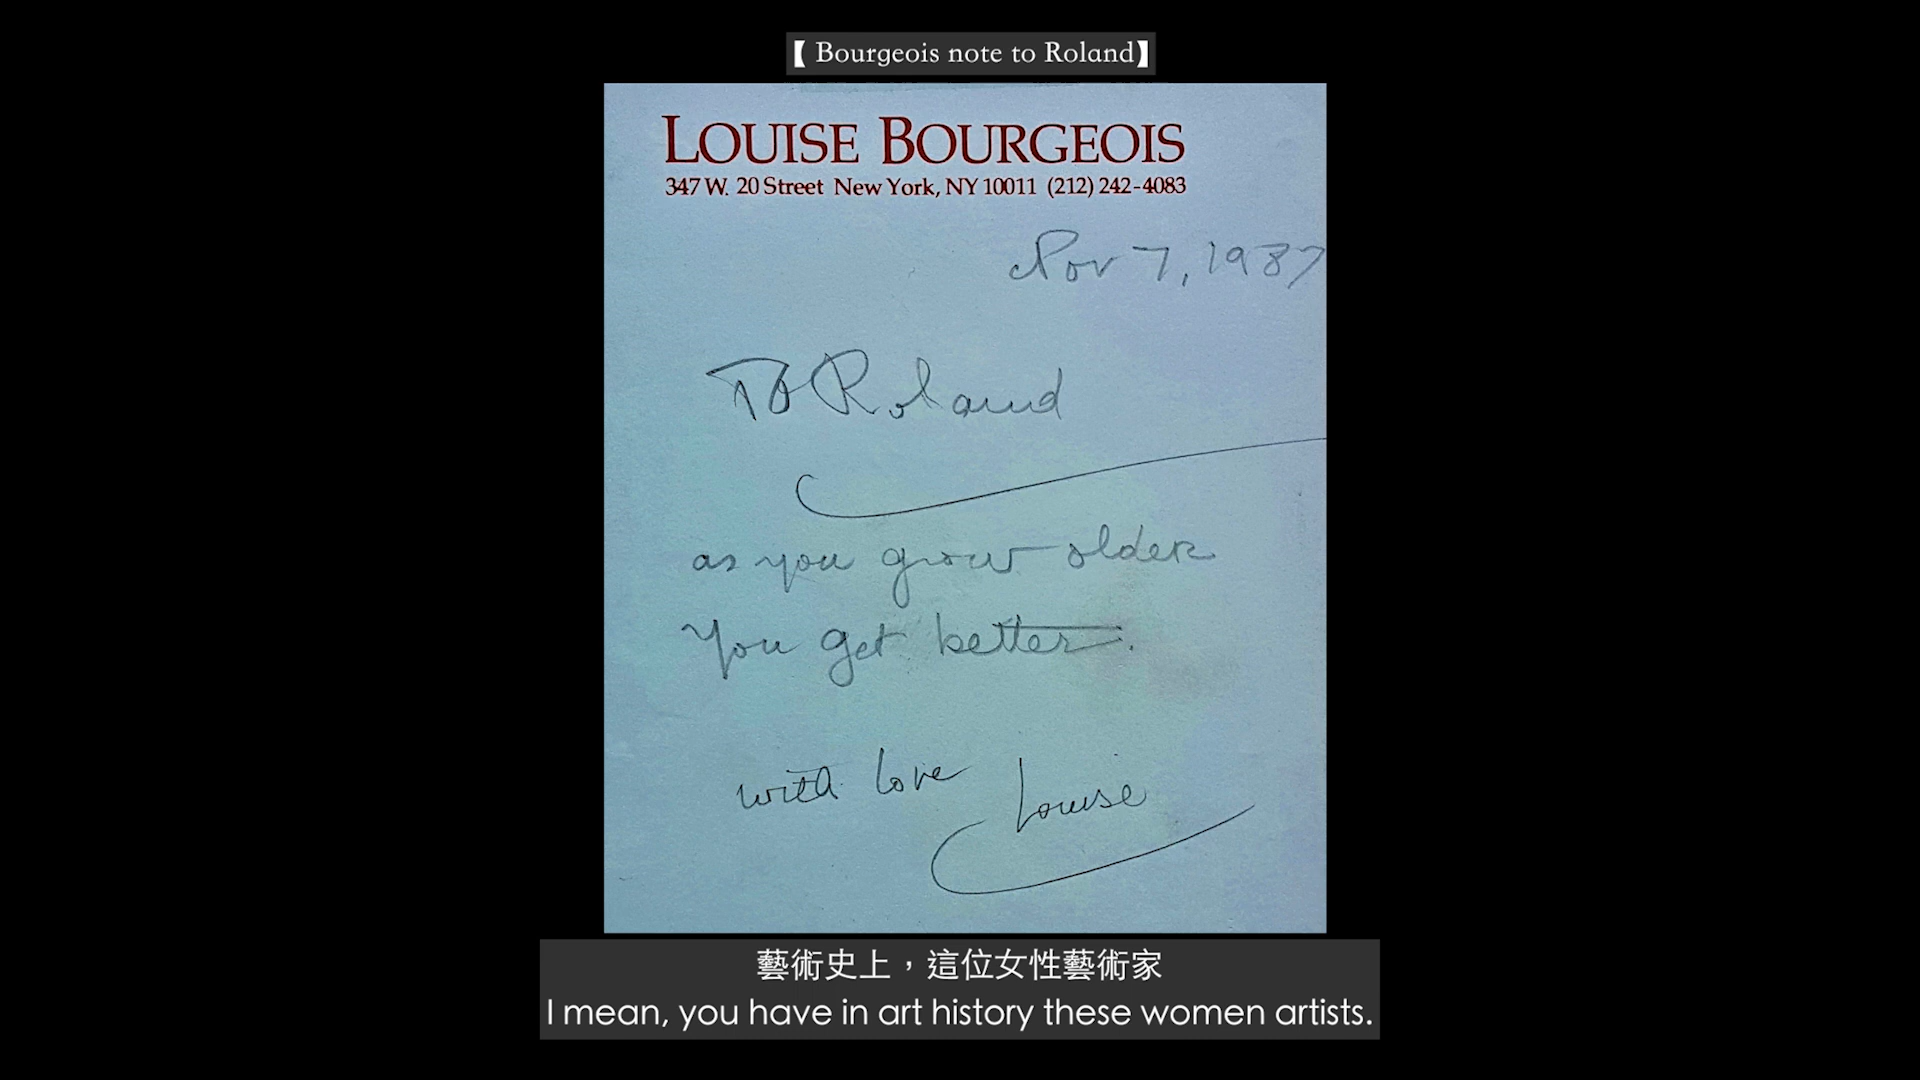 【 Bourgeois note to Roland】
LOUISE BOURGEOIS
347 W. 20 Street New York, NY 10011 (212) 242-4083
Nov 7, 1987
To Roland
as you grow older
You get better.
with love Louise
藝術史上，這位女性藝術家
I mean, you have in art history these women artists.